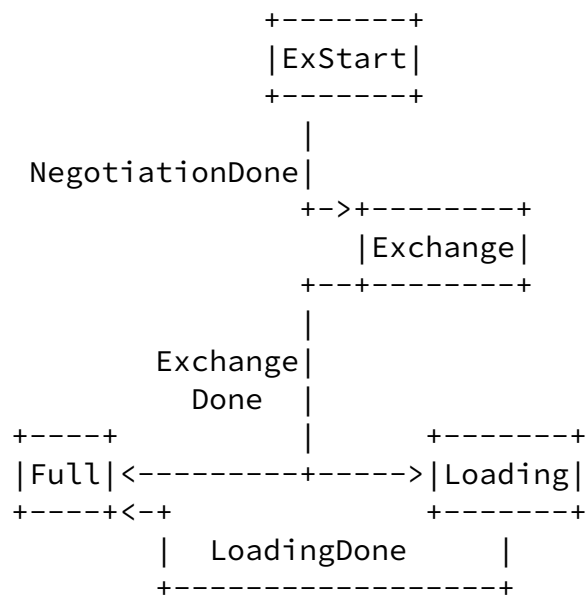 ExStart
NegotiationDone
Exchange
Exchange
Done
Full
Loading
LoadingDone